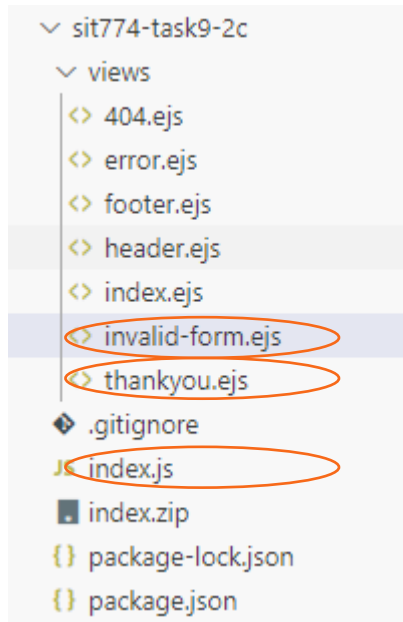 sit774-task9-2c
views
<> 404.ejs
<> error.ejs
<> footer.ejs
<> header.ejs
<> index.ejs
<> invalid-form.ejs
<> thankyou.ejs
.gitignore
JS index.js
index.zip
{} package-lock.json
{} package.json